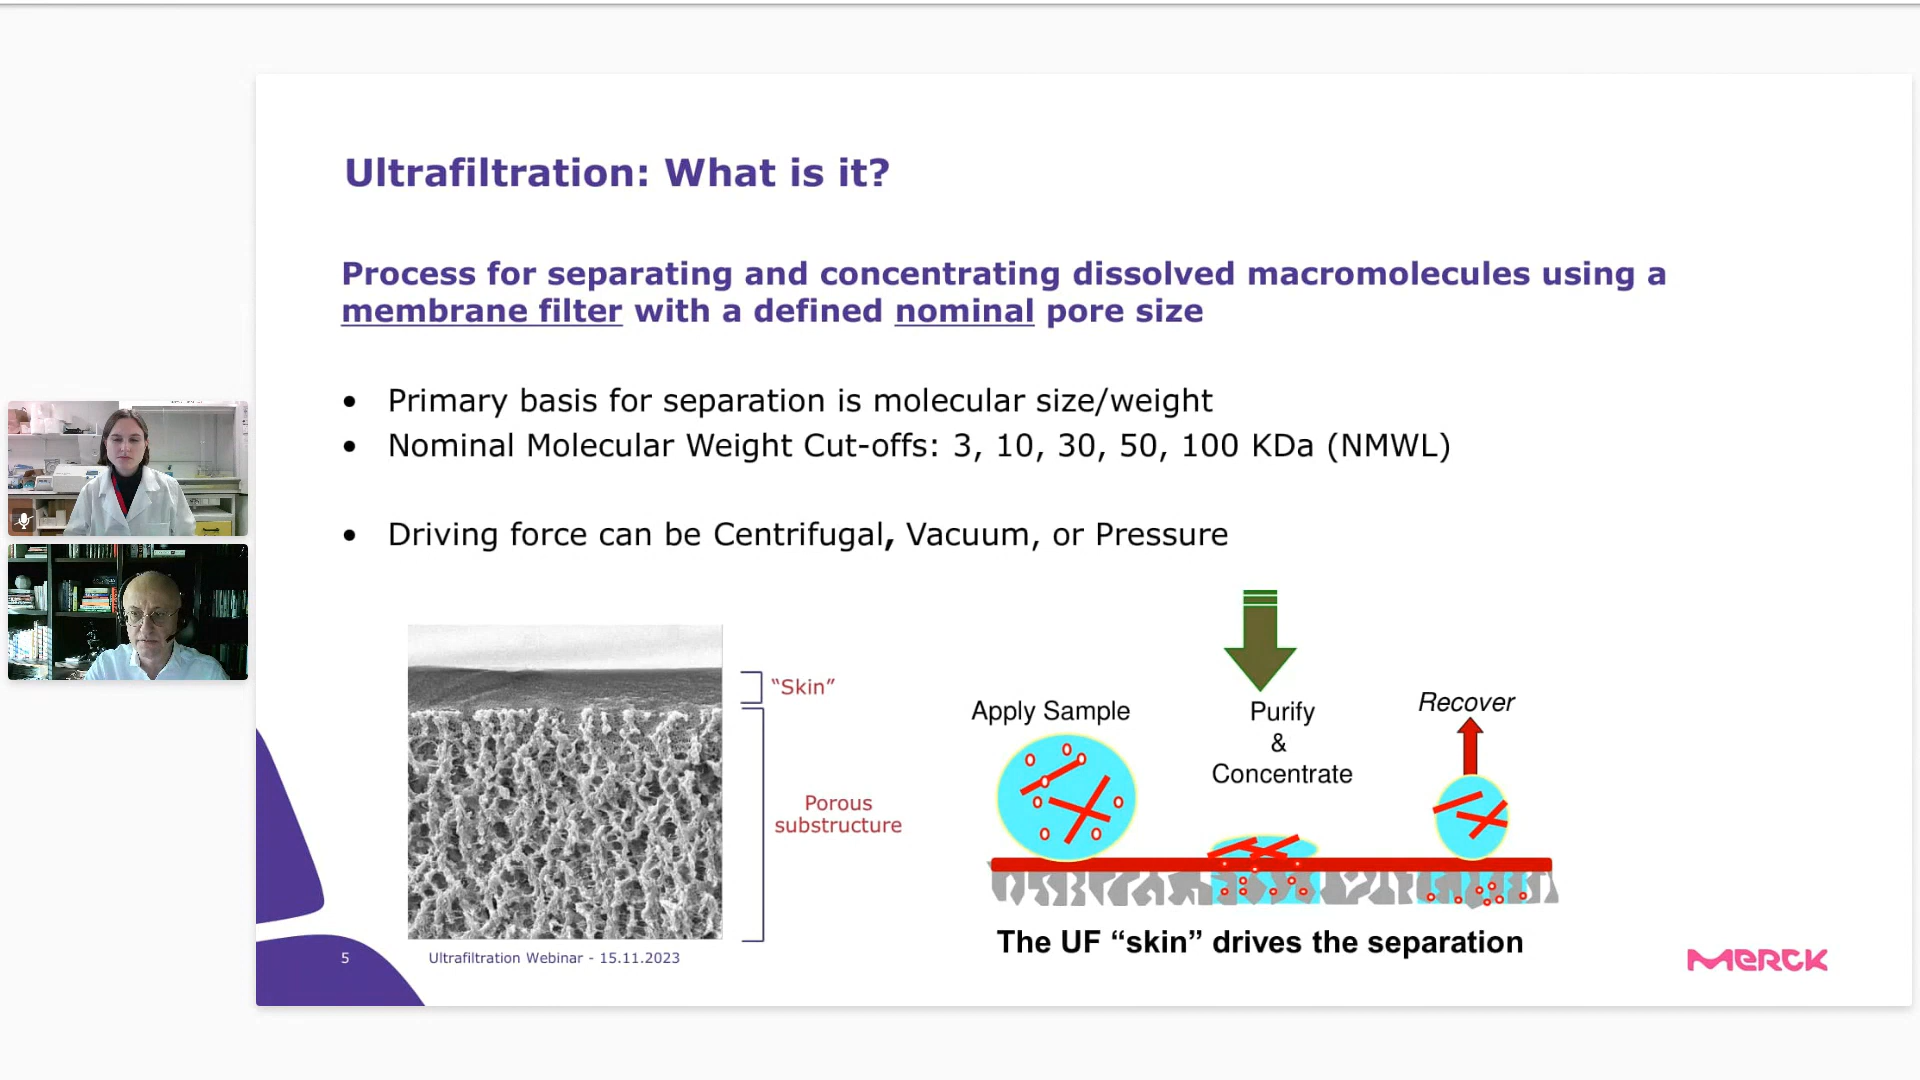 Ultrafiltration: What is it?
Process for separating and concentrating dissolved macromolecules using a
membrane filter with a defined nominal pore size
• Primary basis for separation is molecular size/weight
• Nominal Molecular Weight Cut-offs: 3, 10, 30, 50, 100 KDa (NMWL)
• Driving force can be Centrifugal, Vacuum, or Pressure
“Skin”
Porous
substructure
Apply Sample
Purify
&
Concentrate
Recover
The UF “skin” drives the separation
5
Ultrafiltration Webinar - 15.11.2023
MERCK